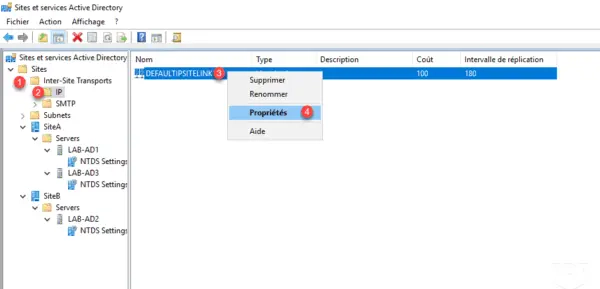 Sites et services Active Directory
Fichier Action Affichage ?
Sites et services Active Directory
Sites
1 Inter-Site Transports
2 IP
SMTP
Subnets
SiteA
Servers
LAB-AD1
NTDS Settings
LAB-AD3
NTDS Settings
SiteB
Servers
LAB-AD2
NTDS Settings
Nom Type Description Coût Intervalle de réplication
DEFAULTIPSITELINK 3 100 180
Supprimer
Renommer
Propriétés 4
Aide